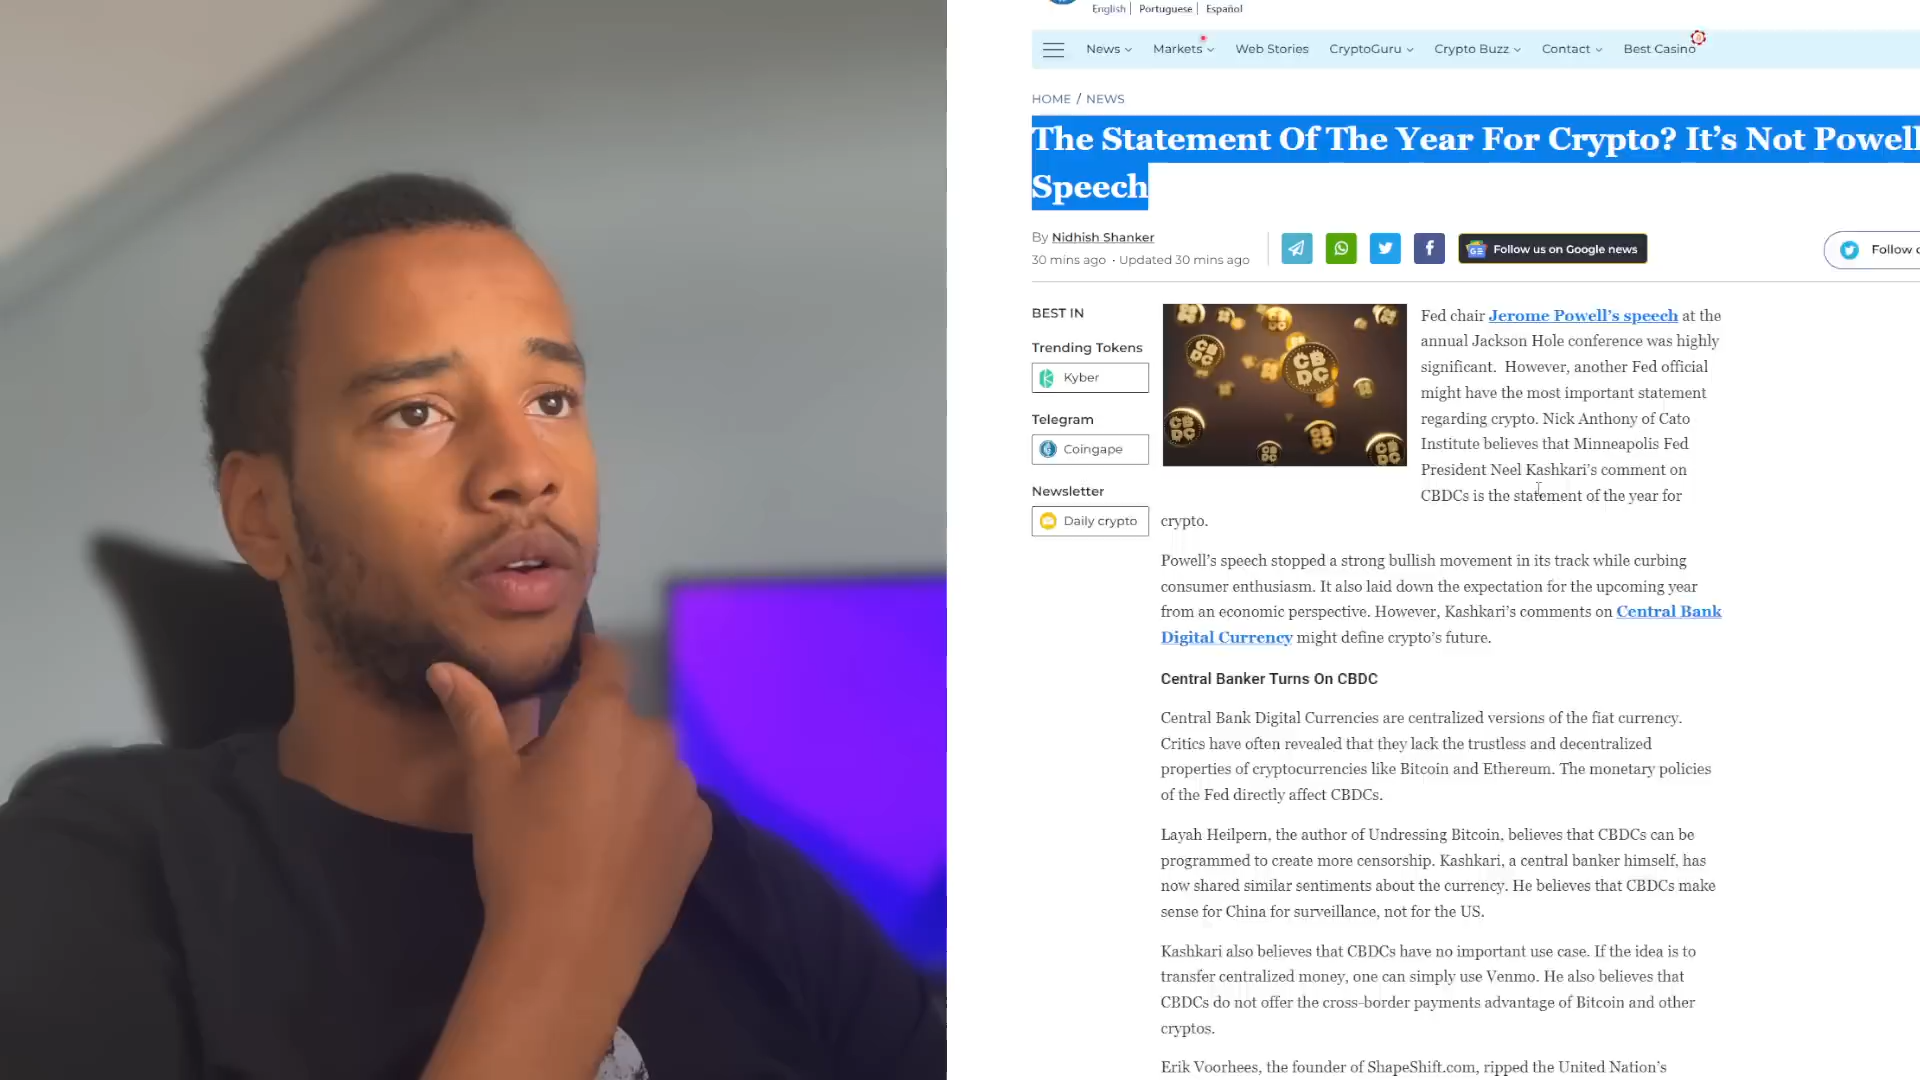 English | Portuguese | Español
News Markets Web Stories CryptoGuru Crypto Buzz Contact Best Casino
HOME / NEWS
The Statement Of The Year For Crypto? It’s Not Powell
Speech
By Nidhish Shanker
30 mins ago · Updated 30 mins ago
Follow us on Google news
Follow
BEST IN
Trending Tokens
Kyber
Telegram
Coingape
Newsletter
Daily crypto
CB
DC
CB
DC
CB
DC
CB
DC
Fed chair Jerome Powell’s speech at the
annual Jackson Hole conference was highly
significant. However, another Fed official
might have the most important statement
regarding crypto. Nick Anthony of Cato
Institute believes that Minneapolis Fed
President Neel Kashkari’s comment on
CBDCs is the statement of the year for
crypto.
Powell’s speech stopped a strong bullish movement in its track while curbing
consumer enthusiasm. It also laid down the expectation for the upcoming year
from an economic perspective. However, Kashkari’s comments on Central Bank
Digital Currency might define crypto’s future.
Central Banker Turns On CBDC
Central Bank Digital Currencies are centralized versions of the fiat currency.
Critics have often revealed that they lack the trustless and decentralized
properties of cryptocurrencies like Bitcoin and Ethereum. The monetary policies
of the Fed directly affect CBDCs.
Layah Heilpern, the author of Undressing Bitcoin, believes that CBDCs can be
programmed to create more censorship. Kashkari, a central banker himself, has
now shared similar sentiments about the currency. He believes that CBDCs make
sense for China for surveillance, not for the US.
Kashkari also believes that CBDCs have no important use case. If the idea is to
transfer centralized money, one can simply use Venmo. He also believes that
CBDCs do not offer the cross-border payments advantage of Bitcoin and other
cryptos.
Erik Voorhees, the founder of ShapeShift.com, ripped the United Nation’s